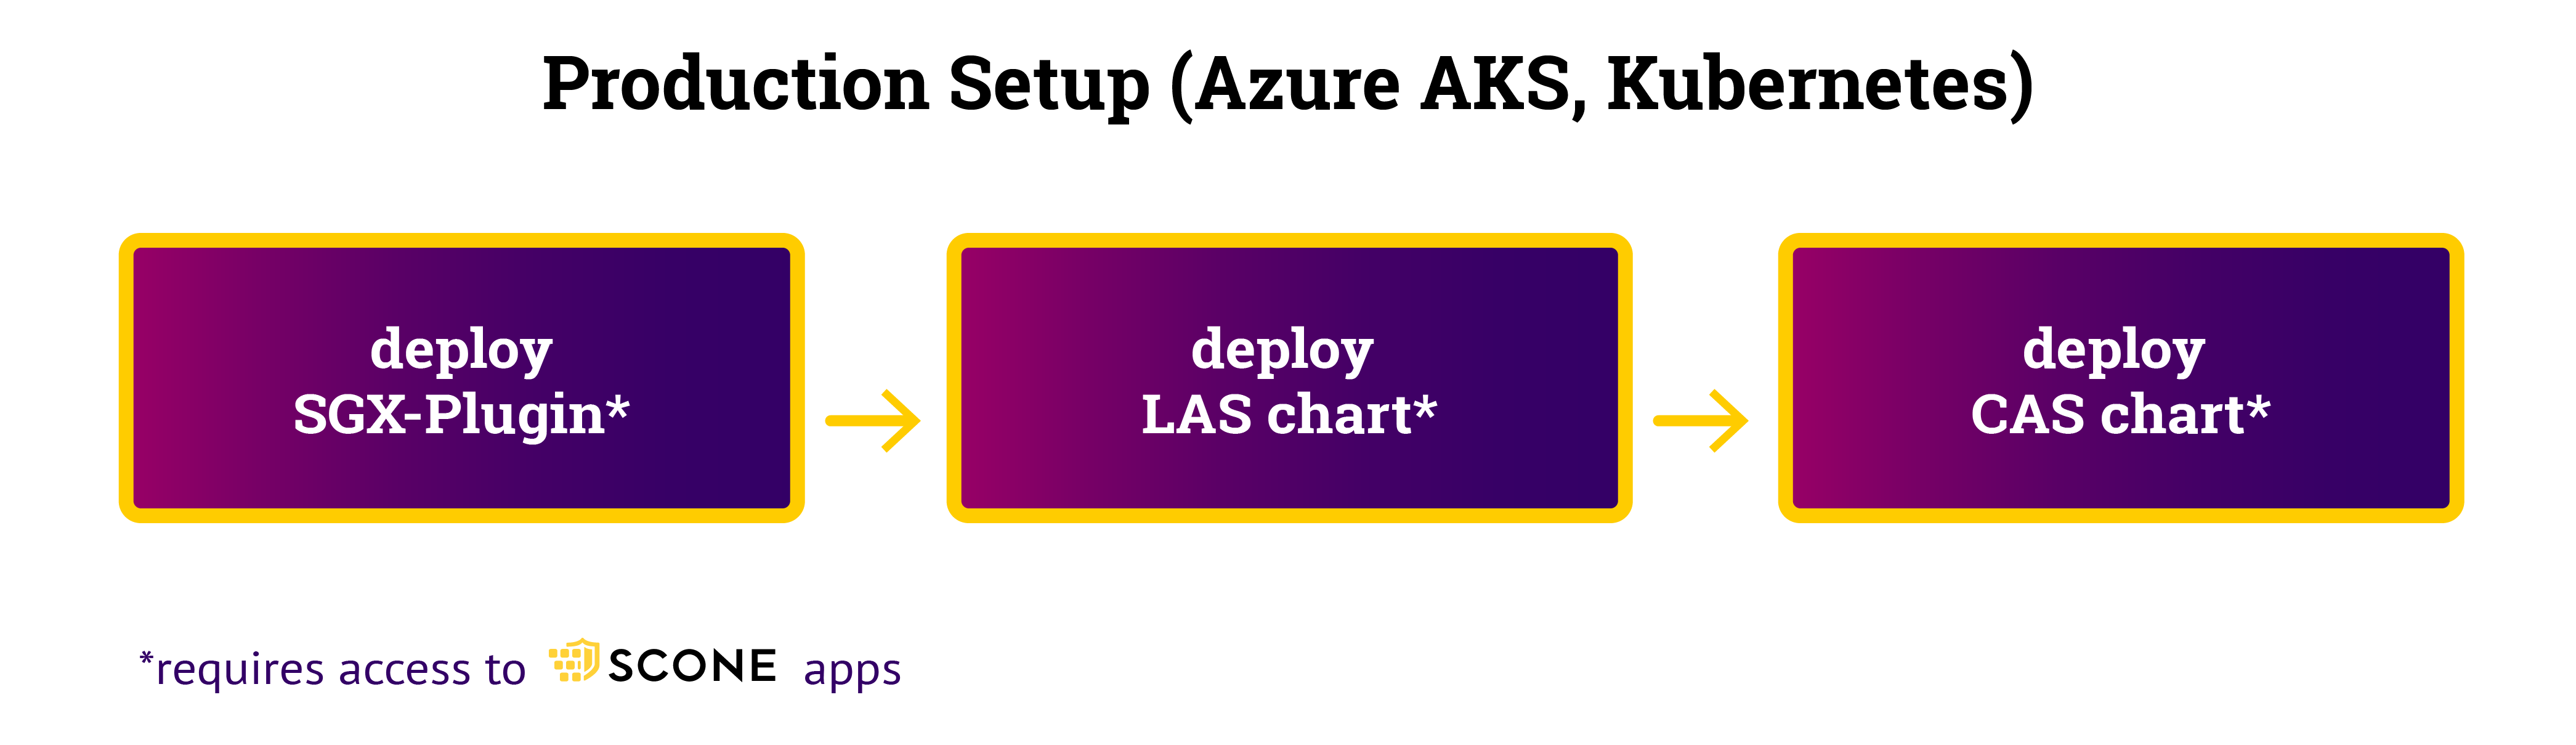 Production Setup (Azure AKS, Kubernetes)
deploy
SGX-Plugin*
deploy
LAS chart*
deploy
CAS chart*
*requires access to SCONE apps